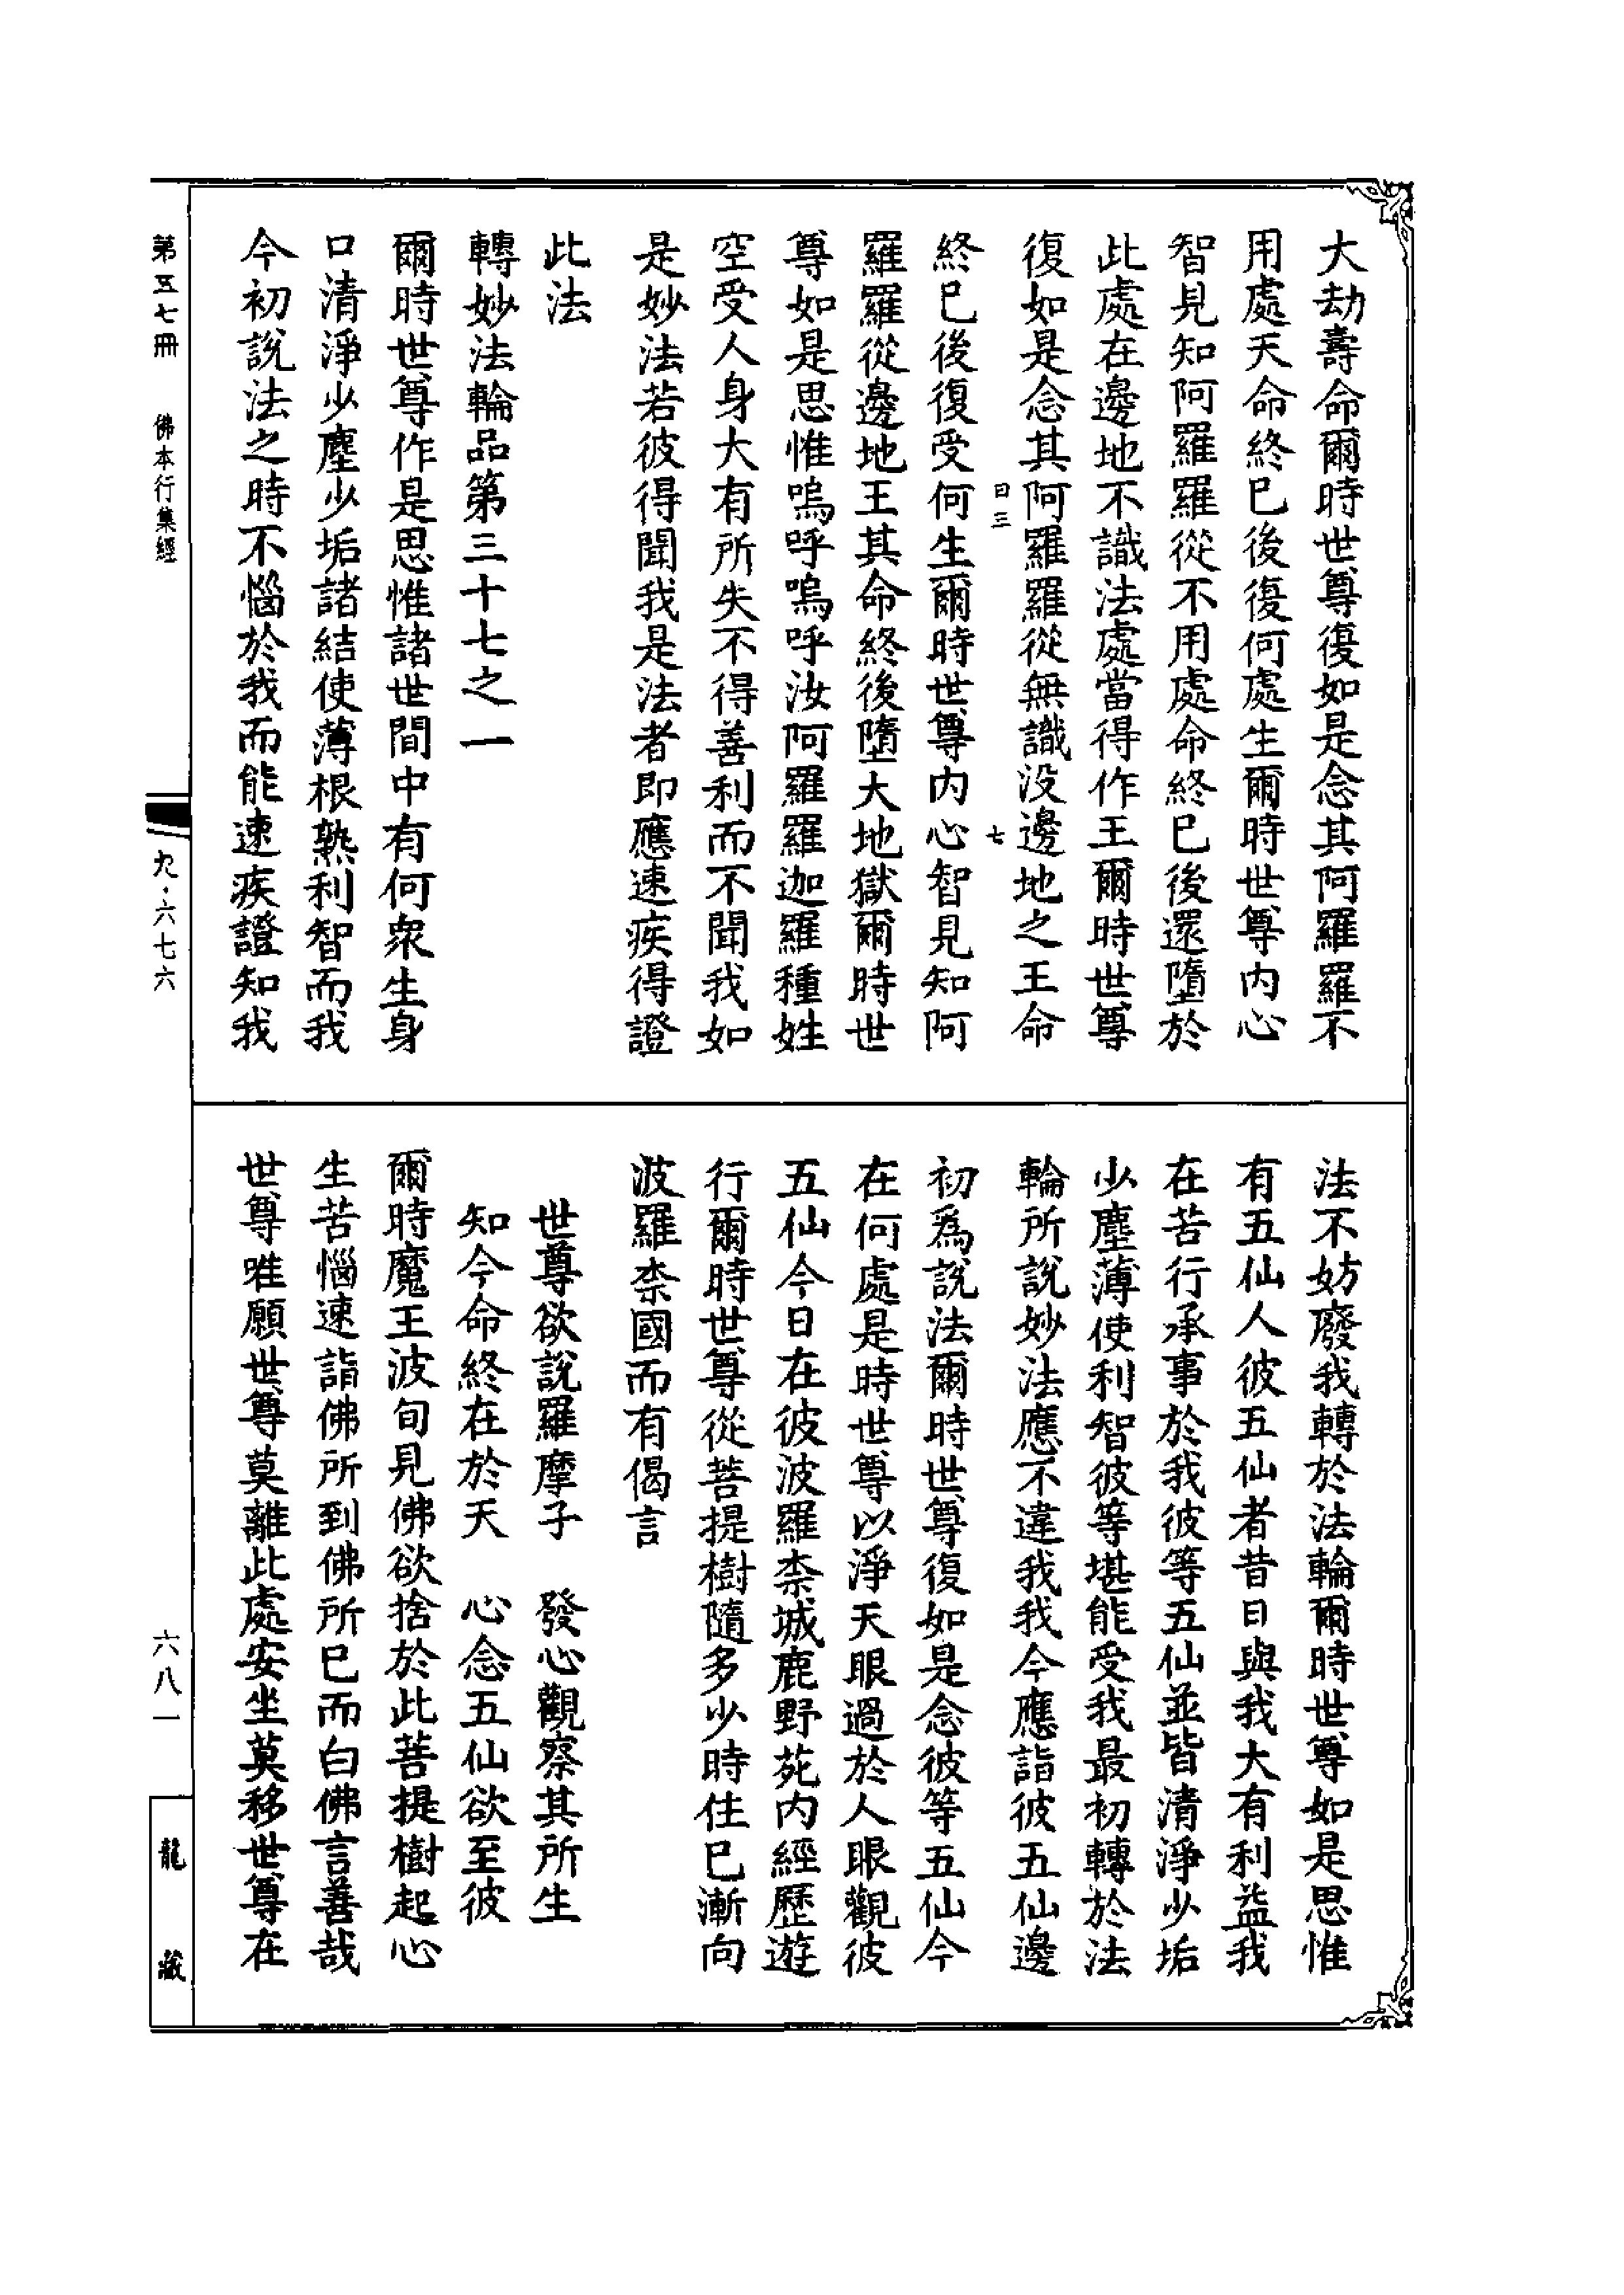 大劫壽命爾時世尊復如是念其阿羅羅不
用處天命終已後復何處生爾時世尊內心
智見知阿羅羅從不用處命終已後還墮於
此處在邊地不識法處當得作王爾時世尊
復如是念其阿羅羅從無識没邊地之王命
曰三 七
終已後復受何生爾時世尊內心智見知阿
羅羅從邊地王其命終後墮大地獄爾時世
尊如是思惟嗚呼嗚呼汝阿羅羅迦羅種姓
空受人身大有所失不得善利而不聞我如
是妙法若彼得聞我是法者即應速疾得證
此法
轉妙法輪品第三十七之一
爾時世尊作是思惟諸世間中有何衆生身
口清淨少塵少垢諸結使薄根熟利智而我
今初說法之時不惱於我而能速疾證知我
法不妨廢我轉於法輪爾時世尊如是思惟
有五仙人彼五仙者昔日與我大有利益我
在苦行承事於我彼等五仙並皆清淨少垢
少塵薄使利智彼等堪能受我最初轉於法
輪所說妙法應不違我我今應詣彼五仙邊
初爲說法爾時世尊復如是念彼等五仙今
在何處是時世尊以淨天眼過於人眼觀彼
五仙今日在彼波羅柰城鹿野苑內經歷遊
行爾時世尊從菩提樹隨多少時住已漸向
波羅柰國而有偈言
世尊欲說羅摩子 發心觀察其所生
知今命終在於天 心念五仙欲至彼
爾時魔王波旬見佛欲捨於此菩提樹起心
生苦惱速詣佛所到佛所已而白佛言善哉
世尊唯願世尊莫離此處安坐莫移世尊在
第五七冊 佛本行集經
九·六七六
六八一
龍藏